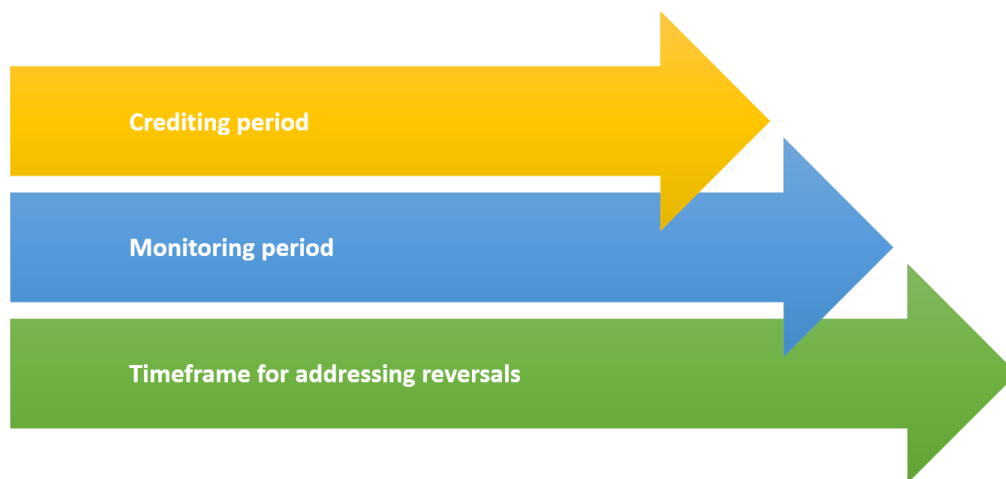 Crediting period
Monitoring period
Timeframe for addressing reversals